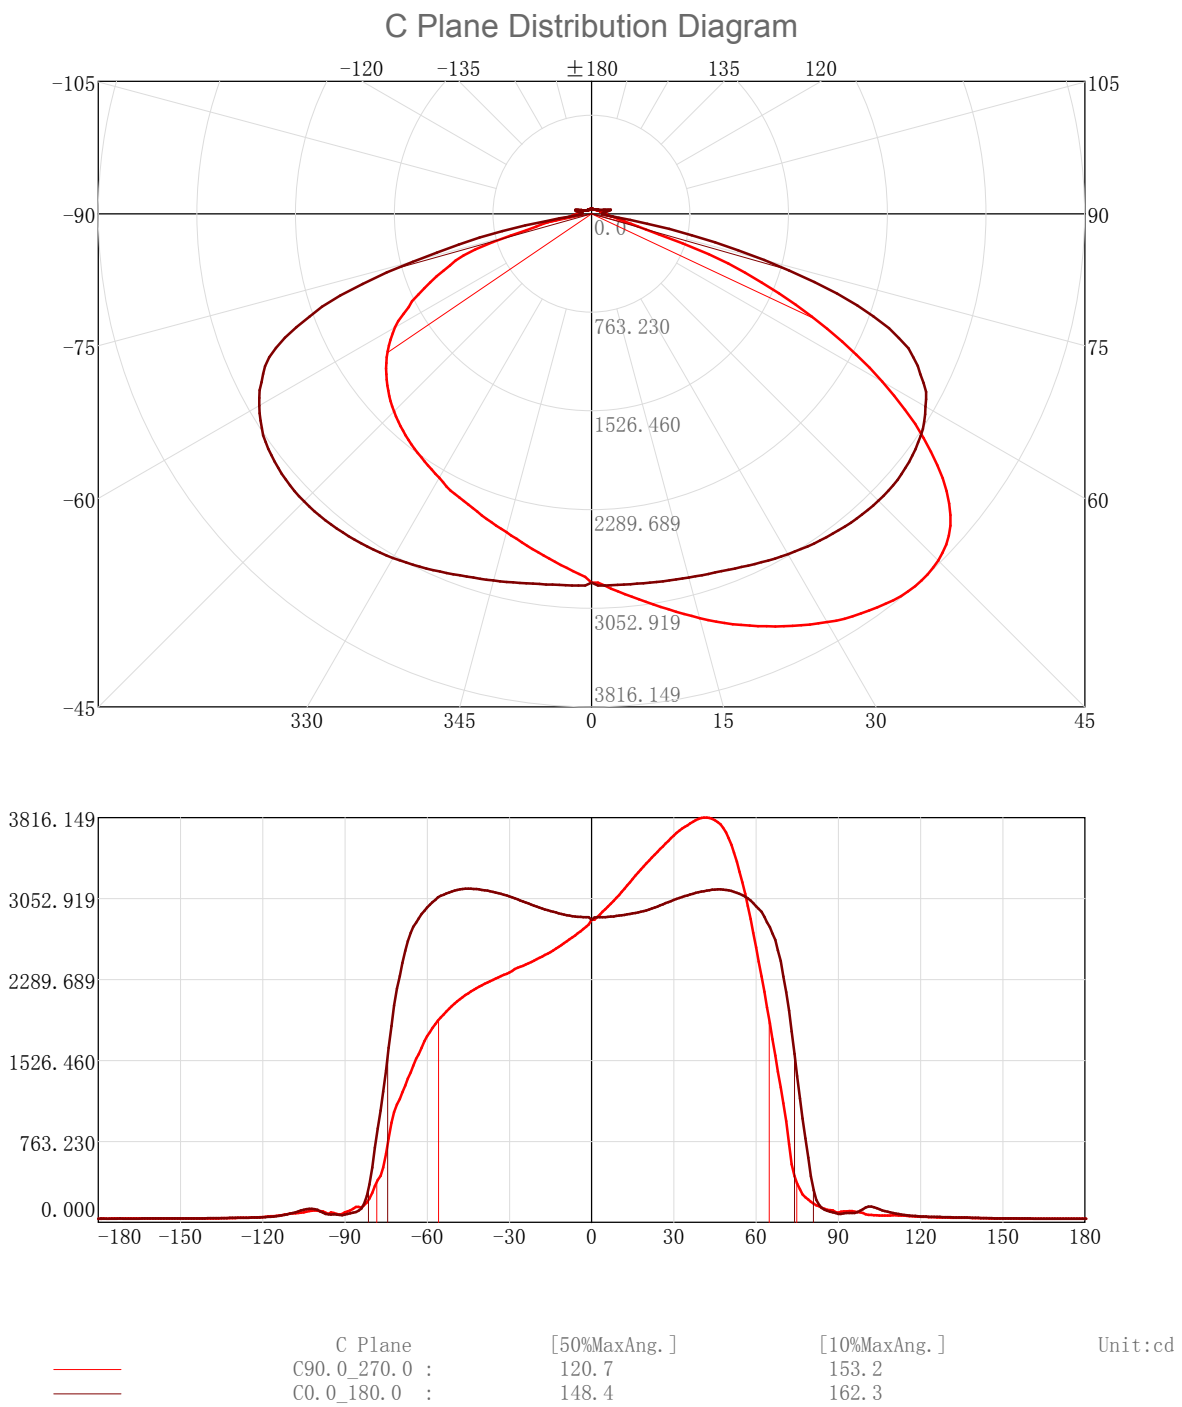 C Plane Distribution Diagram
-120 -135 ±180 135 120
-105 105
-90 90
0.0
763.230
-75 75
1526.460
-60 60
2289.689
3052.919
3816.149
-45 330 345 0 15 30 45
3816.149
3052.919
2289.689
1526.460
763.230
0.000
-180 -150 -120 -90 -60 -30 0 30 60 90 120 150 180
C Plane [50%MaxAng.] [10%MaxAng.] Unit:cd
C90.0_270.0 : 120.7 153.2
C0.0_180.0 : 148.4 162.3